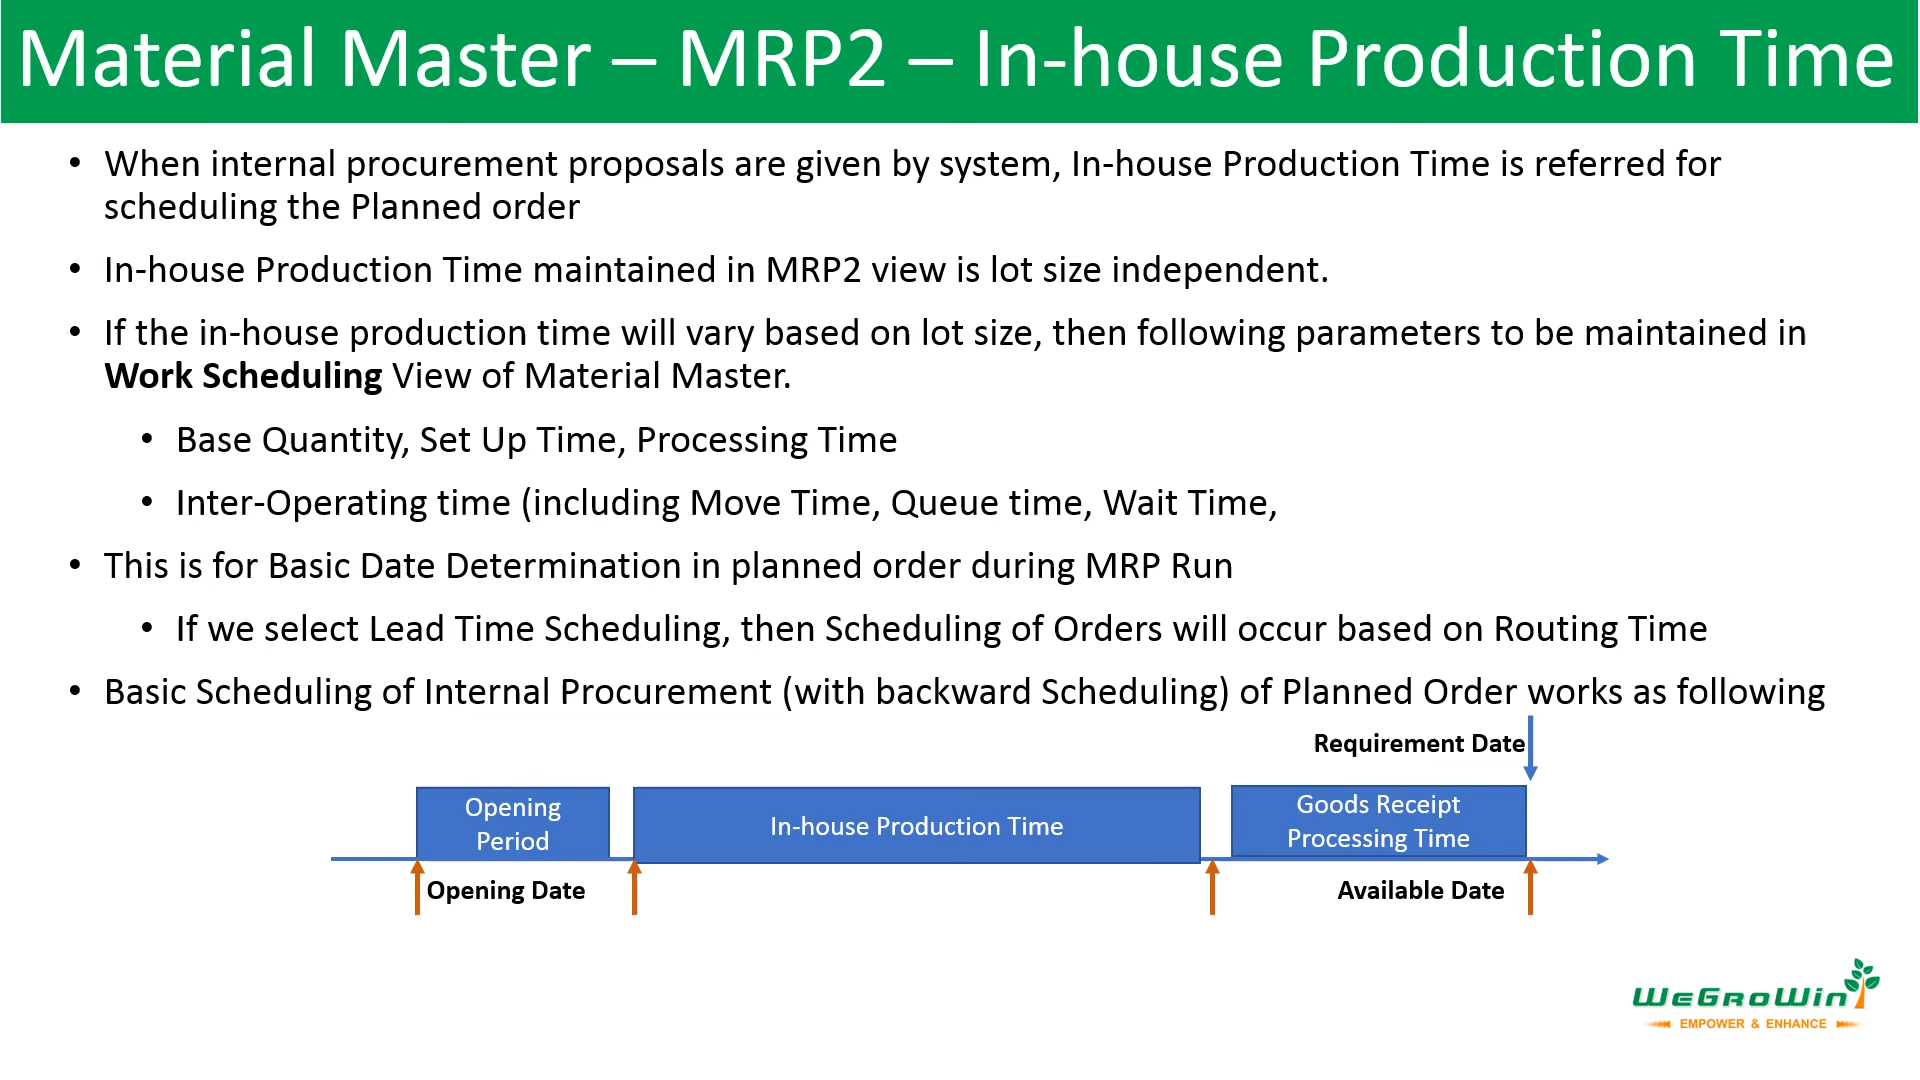 Material Master – MRP2 – In-house Production Time
• When internal procurement proposals are given by system, In-house Production Time is referred for
scheduling the Planned order
• In-house Production Time maintained in MRP2 view is lot size independent.
• If the in-house production time will vary based on lot size, then following parameters to be maintained in
Work Scheduling View of Material Master.
• Base Quantity, Set Up Time, Processing Time
• Inter-Operating time (including Move Time, Queue time, Wait Time,
• This is for Basic Date Determination in planned order during MRP Run
• If we select Lead Time Scheduling, then Scheduling of Orders will occur based on Routing Time
• Basic Scheduling of Internal Procurement (with backward Scheduling) of Planned Order works as following
Requirement Date
Opening
Period
In-house Production Time
Goods Receipt
Processing Time
Opening Date
Available Date
WeGroWin
EMPOWER & ENHANCE